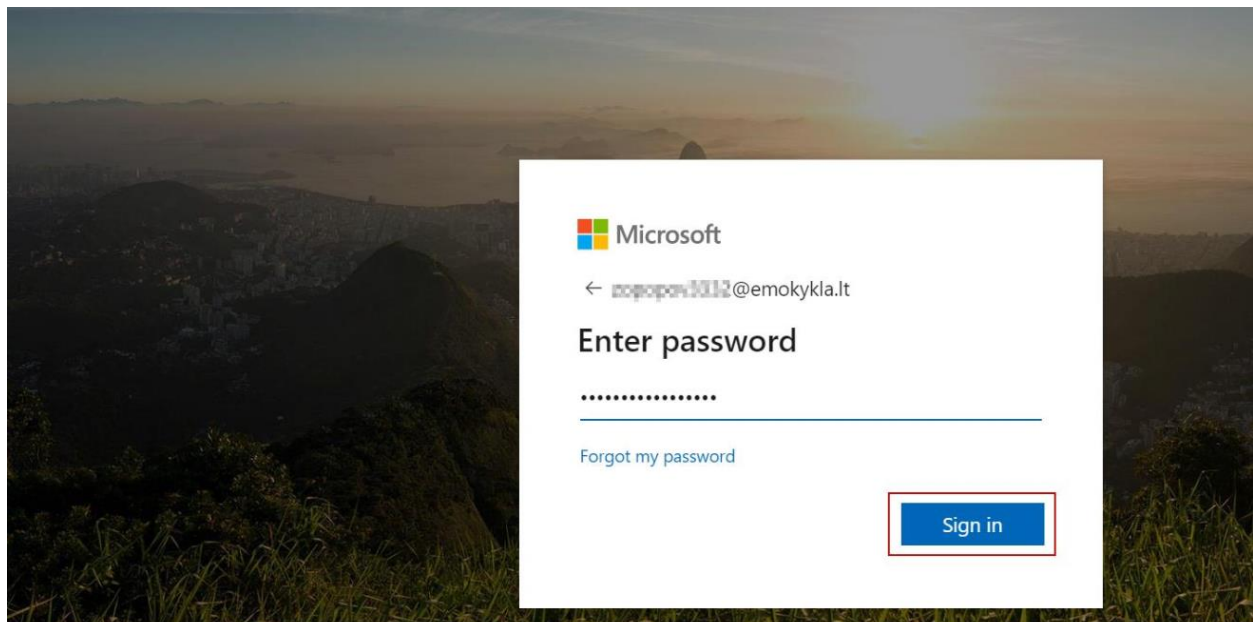 Microsoft
← @emokykla.lt
Enter password
•••••••••••••••••
Forgot my password
Sign in